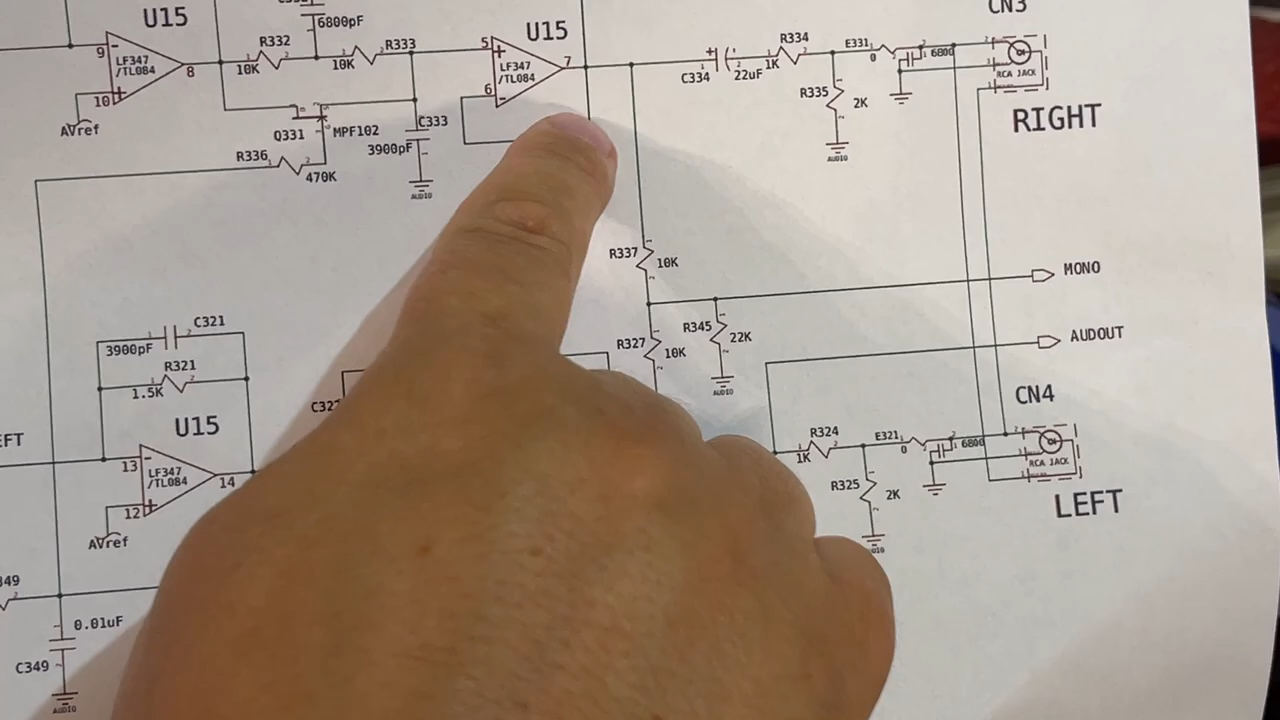 U15
6800pF
R332
10K
R333
10K
9
LF347
/TL084
8
10
AVref
U15
5
LF347
/TL084
7
6
C334
22uF
R334
1K
E331
0
6800
CN3
RCA JACK
RIGHT
R335
2K
AUDIO
Q331
MPF102
C333
3900pF
AUDIO
R336
470K
R337
10K
MONO
R327
10K
R345
22K
AUDIO
AUDOUT
C321
3900pF
R321
1.5K
U15
13
LF347
/TL084
14
12
AVref
R324
1K
E321
0
6800
CN4
RCA JACK
LEFT
R325
2K
0.01uF
C349
AUDIO